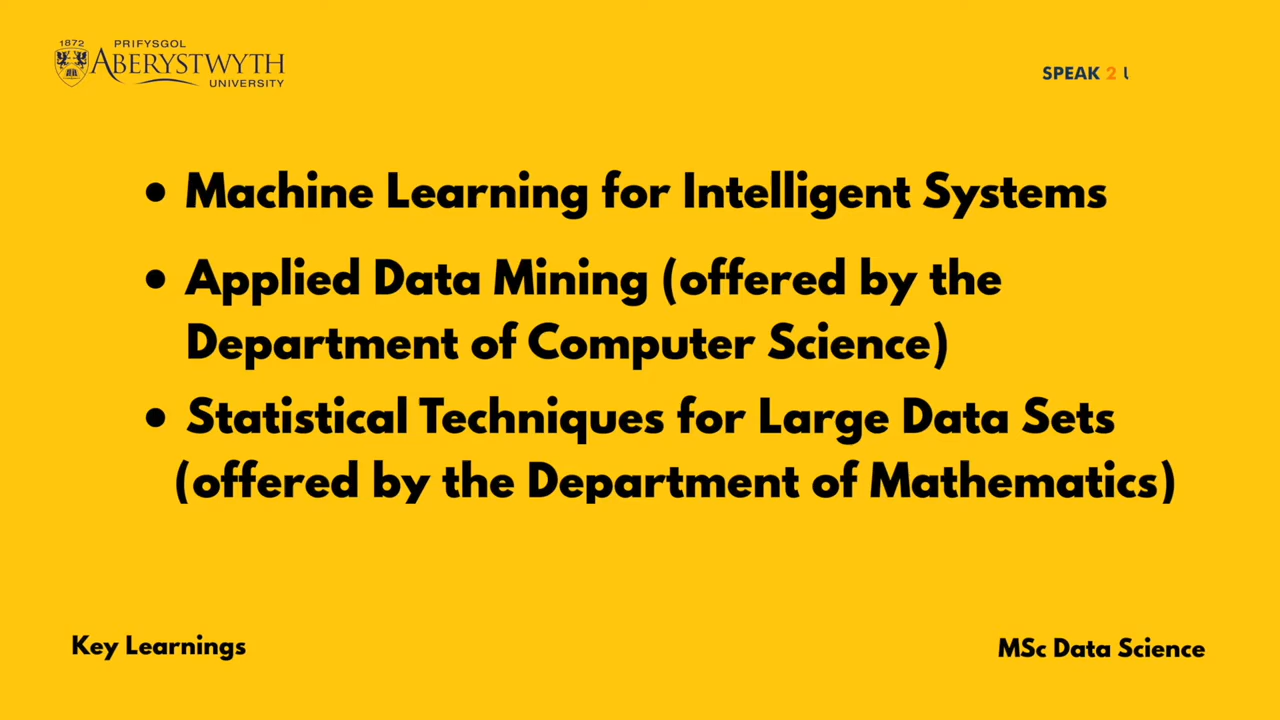 1872
PRIFYSGOL
ABERYSTWYTH
UNIVERSITY
SPEAK 2
• Machine Learning for Intelligent Systems
• Applied Data Mining (offered by the
Department of Computer Science)
• Statistical Techniques for Large Data Sets
(offered by the Department of Mathematics)
Key Learnings
MSc Data Science